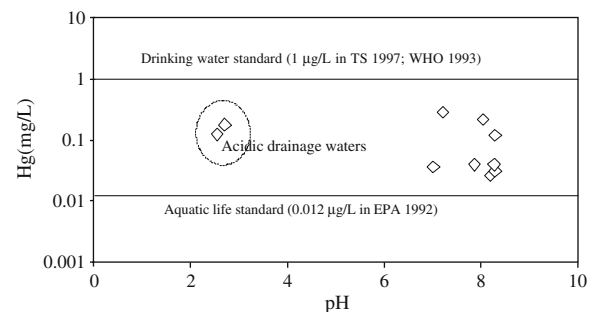 10
Drinking water standard (1 µg/L in TS 1997; WHO 1993)
1
Hg(mg/L)
0.1
Acidic drainage waters
0.01
Aquatic life standard (0.012 µg/L in EPA 1992)
0.001
0 2 4 6 8 10
pH